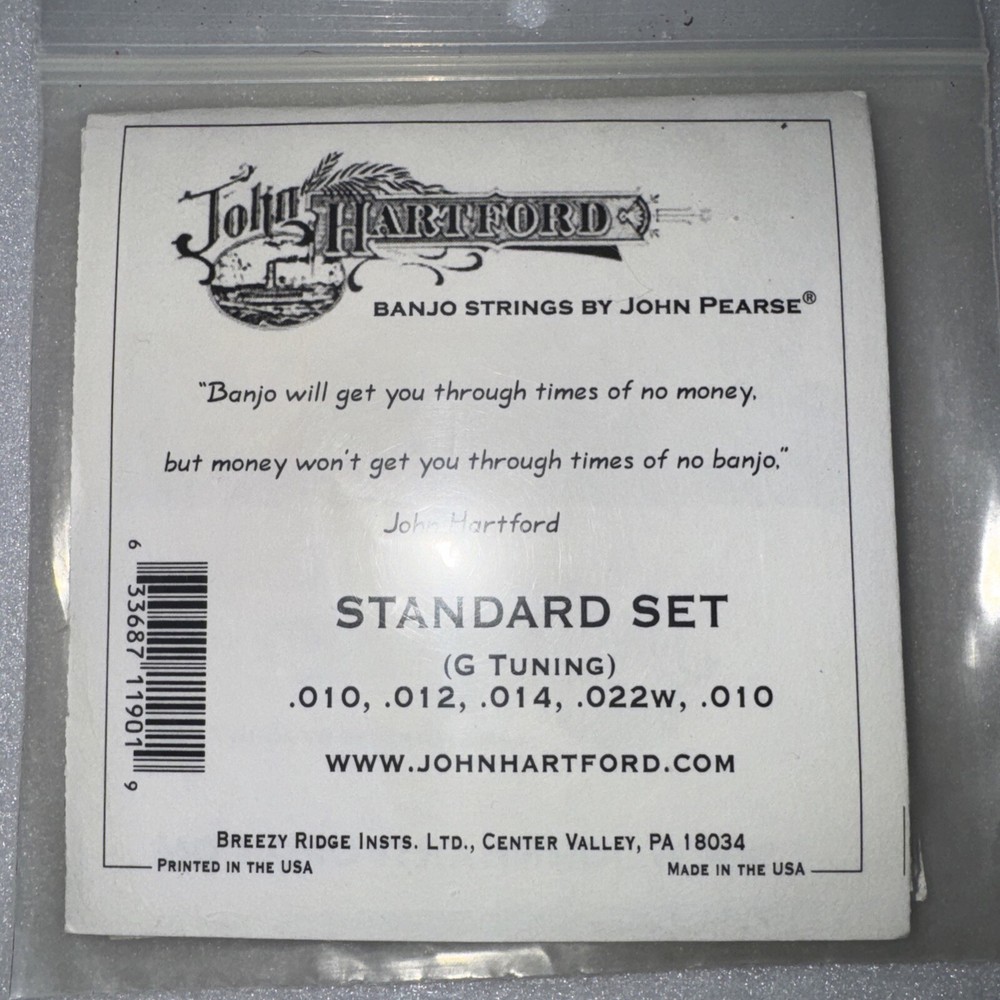 John HARTFORD
BANJO STRINGS BY JOHN PEARSE®
"Banjo will get you through times of no money,
but money won't get you through times of no banjo."
John Hartford
STANDARD SET
(G TUNING)
.010, .012, .014, .022W, .010
WWW.JOHNHARTFORD.COM
BREEZY RIDGE INSTS. LTD., CENTER VALLEY, PA 18034
PRINTED IN THE USA
MADE IN THE USA
6 33687 11901 9